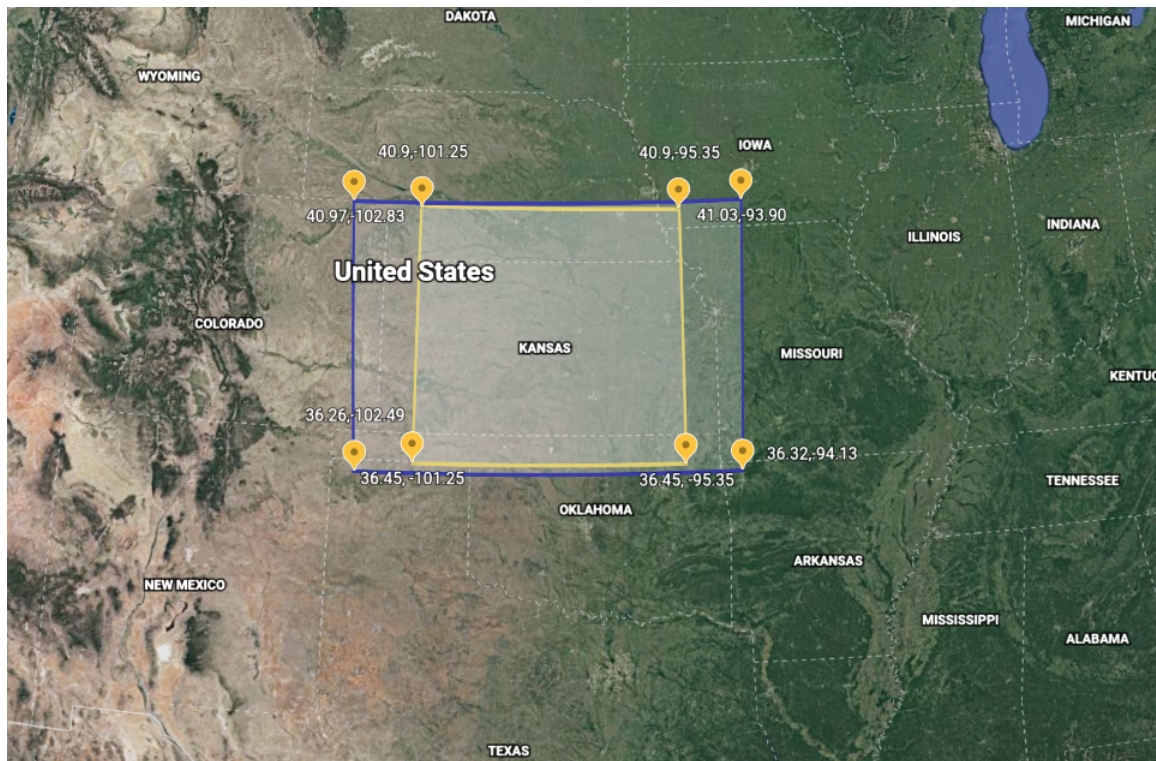 DAKOTA
MICHIGAN
WYOMING
IOWA
40.9,-101.25
40.9,-95.35
40.97,-102.83
41.03,-93.90
ILLINOIS
INDIANA
United States
COLORADO
KANSAS
MISSOURI
KENTUC
36.26,-102.49
36.32,-94.13
36.45, -101.25
36.45, -95.35
TENNESSEE
OKLAHOMA
ARKANSAS
NEW MEXICO
MISSISSIPPI
ALABAMA
TEXAS